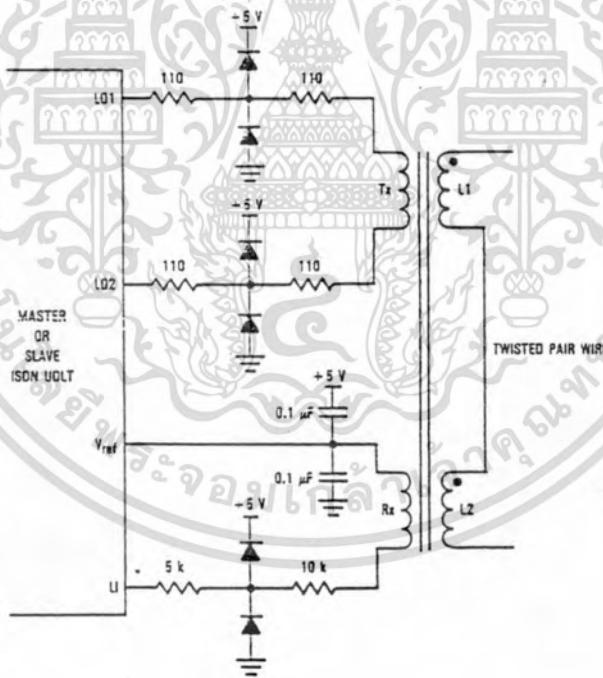 +5 V
110
110
LO1
Tx
L1
+5 V
110
110
LO2
MASTER
OR
SLAVE
ISDN UDLT
TWISTED PAIR WIRE
+5 V
0.1 µF
Vref
0.1 µF
+5 V
Rx
L2
5 k
10 k
LI